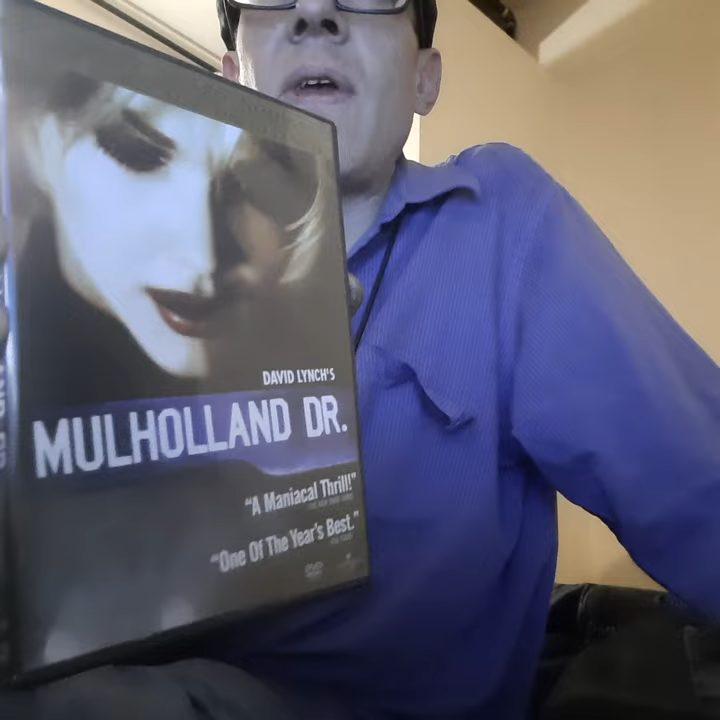 DAVID LYNCH'S
MULHOLLAND DR.
"A Maniacal Thrill!"
"One Of The Year's Best."
DVD